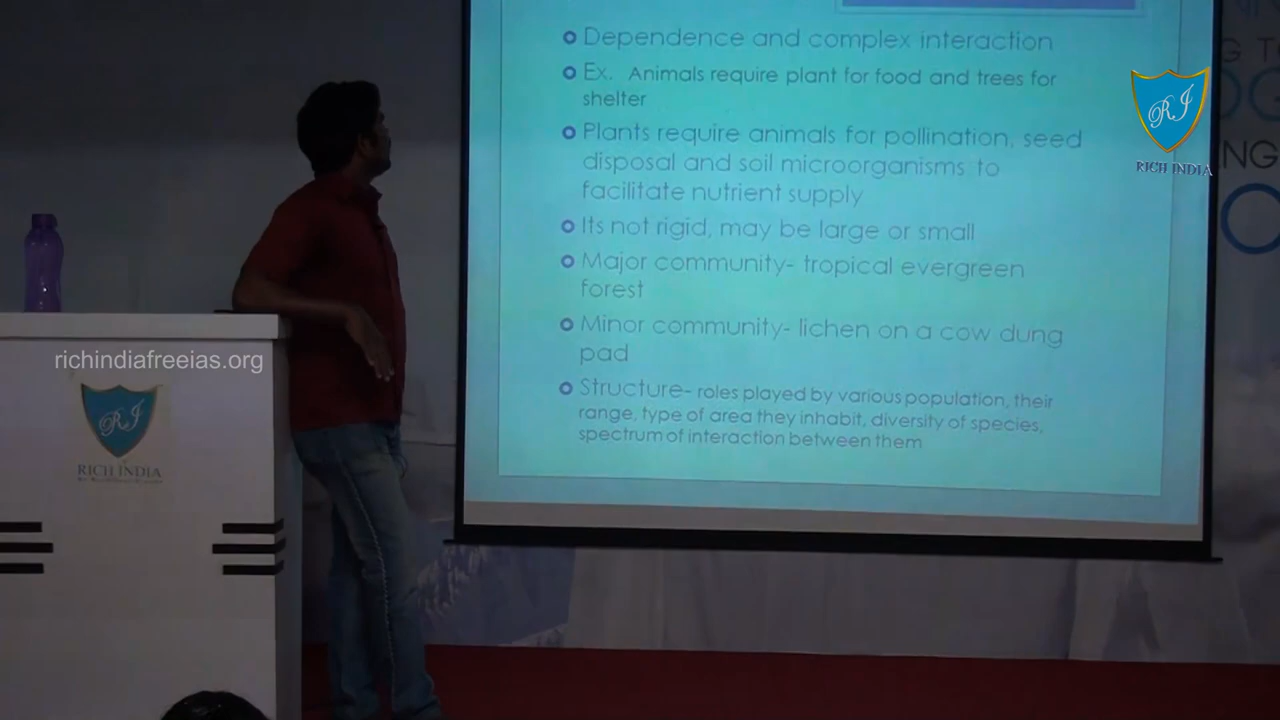 Dependence and complex interaction
Ex. Animals require plant for food and trees for
shelter
Plants require animals for pollination, seed
disposal and soil microorganisms to
facilitate nutrient supply
Its not rigid, may be large or small
Major community- tropical evergreen
forest
Minor community- lichen on a cow dung
pad
Structure- roles played by various population, their
range, type of area they inhabit, diversity of species,
spectrum of interaction between them
RJ
RICH INDIA
richindiafreeias.org
RJ
RICH INDIA